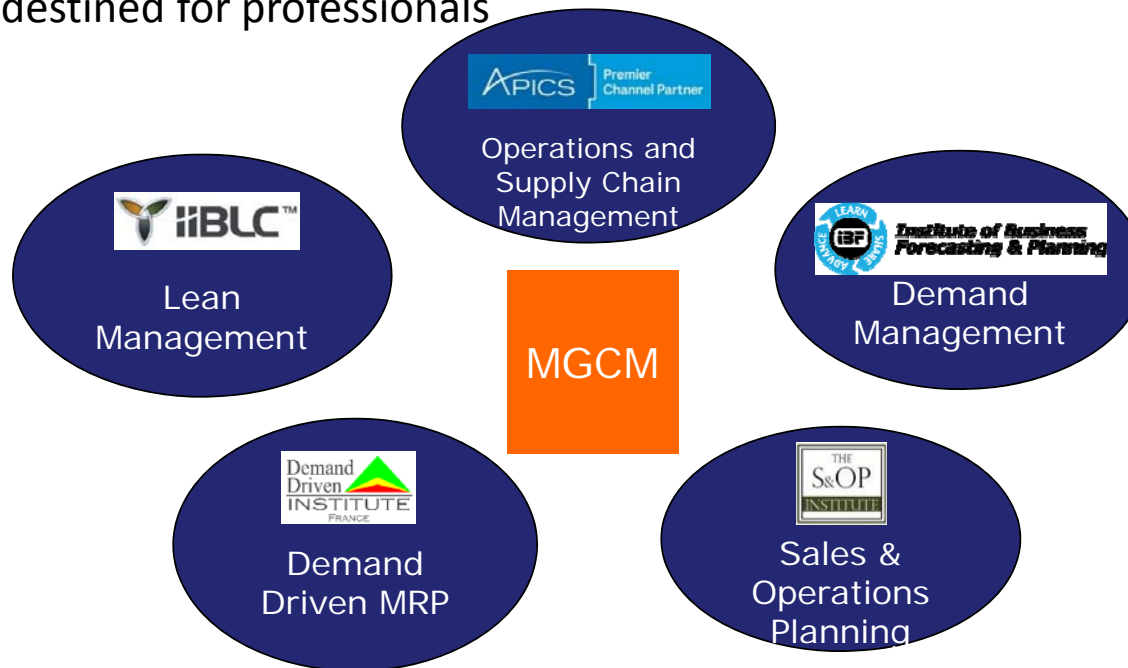 destined for professionals
APICS
Premier
Channel Partner
Operations and
Supply Chain
Management
iiBLC™
Lean
Management
LEARN
SHARE
ADVANCE
iBF
Institute of Business
Forecasting & Planning
Demand
Management
MGCM
Demand
Driven
INSTITUTE
FRANCE
Demand
Driven MRP
THE
S&OP
INSTITUTE
Sales &
Operations
Planning